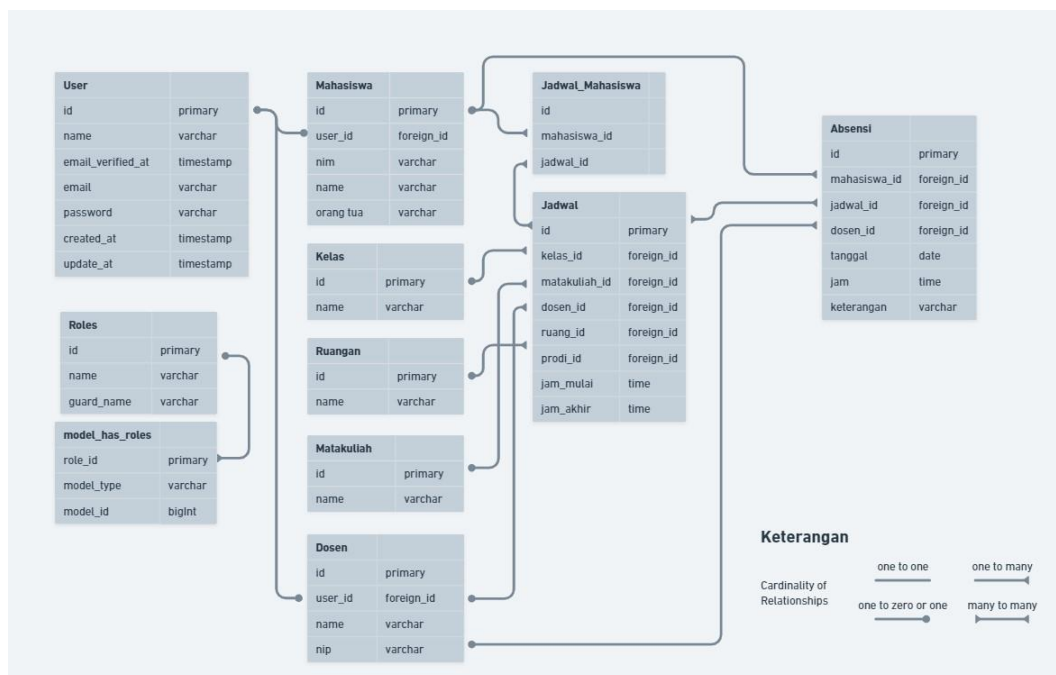 User
id primary
name varchar
email_verified_at timestamp
email varchar
password varchar
created_at timestamp
update_at timestamp
Roles
id primary
name varchar
guard_name varchar
model_has_roles
role_id primary
model_type varchar
model_id bigInt
Mahasiswa
id primary
user_id foreign_id
nim varchar
name varchar
orang tua varchar
Kelas
id primary
name varchar
Ruangan
id primary
name varchar
Matakuliah
id primary
name varchar
Dosen
id primary
user_id foreign_id
name varchar
nip varchar
Jadwal_Mahasiswa
id
mahasiswa_id
jadwal_id
Jadwal
id primary
kelas_id foreign_id
matakuliah_id foreign_id
dosen_id foreign_id
ruang_id foreign_id
prodi_id foreign_id
jam_mulai time
jam_akhir time
Absensi
id primary
mahasiswa_id foreign_id
jadwal_id foreign_id
dosen_id foreign_id
tanggal date
jam time
keterangan varchar
Keterangan
Cardinality of
Relationships
one to one
one to many
one to zero or one
many to many